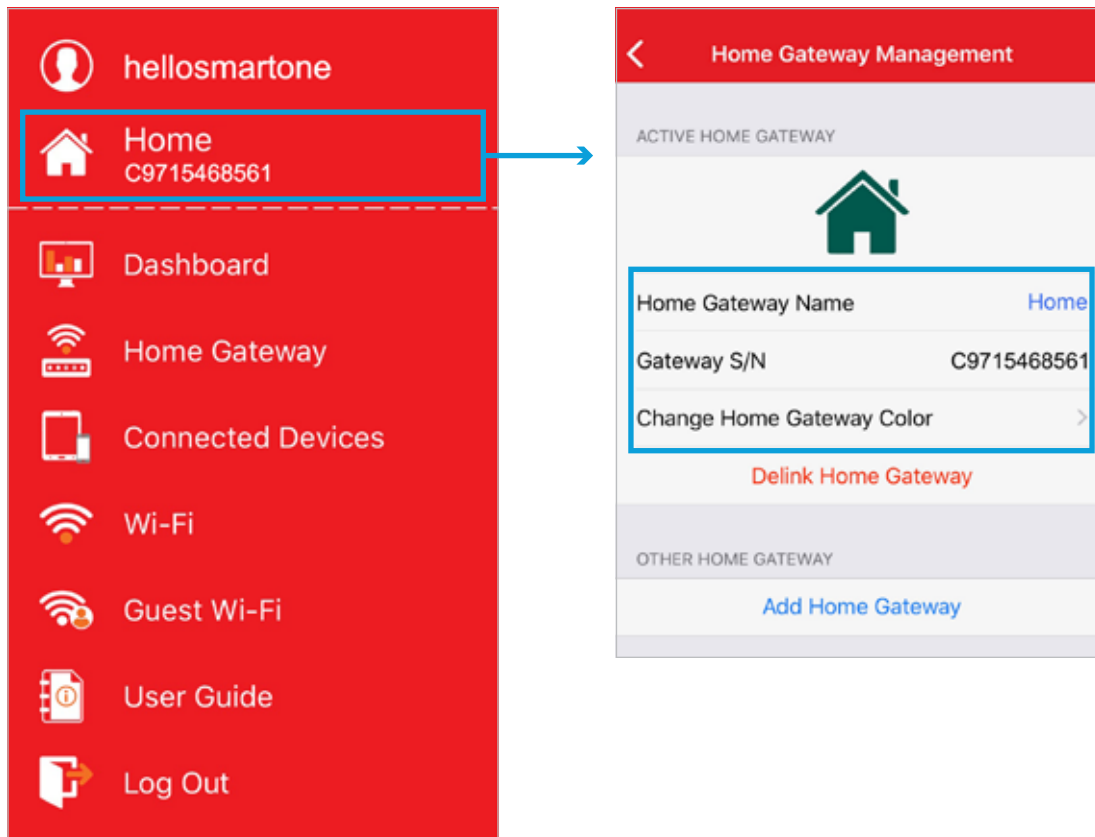 hellosmartone
Home
C9715468561
Dashboard
Home Gateway
Connected Devices
Wi-Fi
Guest Wi-Fi
User Guide
Log Out
Home Gateway Management
ACTIVE HOME GATEWAY
Home Gateway Name Home
Gateway S/N C9715468561
Change Home Gateway Color
Delink Home Gateway
OTHER HOME GATEWAY
Add Home Gateway